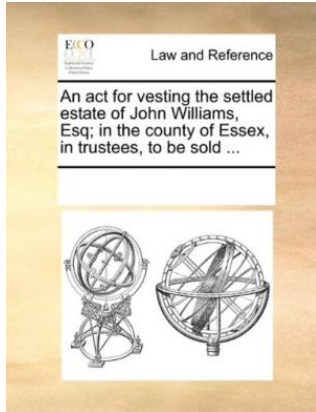 ECCO
Law and Reference
An act for vesting the settled
estate of John Williams,
Esq; in the county of Essex,
in trustees, to be sold ...